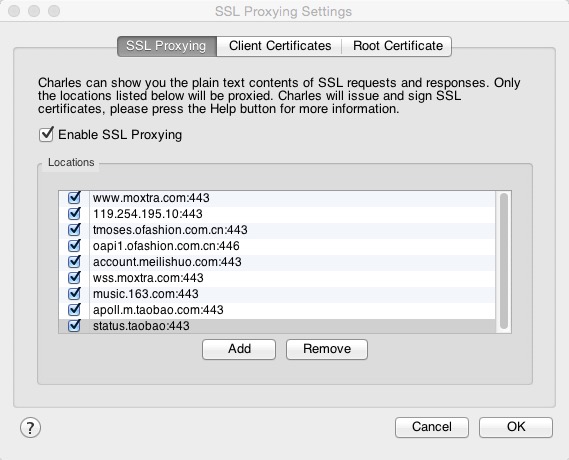 SSL Proxying Settings
SSL Proxying Client Certificates Root Certificate
Charles can show you the plain text contents of SSL requests and responses. Only
the locations listed below will be proxied. Charles will issue and sign SSL
certificates, please press the Help button for more information.
Enable SSL Proxying
Locations
www.moxtra.com:443
119.254.195.10:443
tmoses.ofashion.com.cn:443
oapi1.ofashion.com.cn:446
account.meilishuo.com:443
wss.moxtra.com:443
music.163.com:443
apoll.m.taobao.com:443
status.taobao:443
Add Remove
? Cancel OK